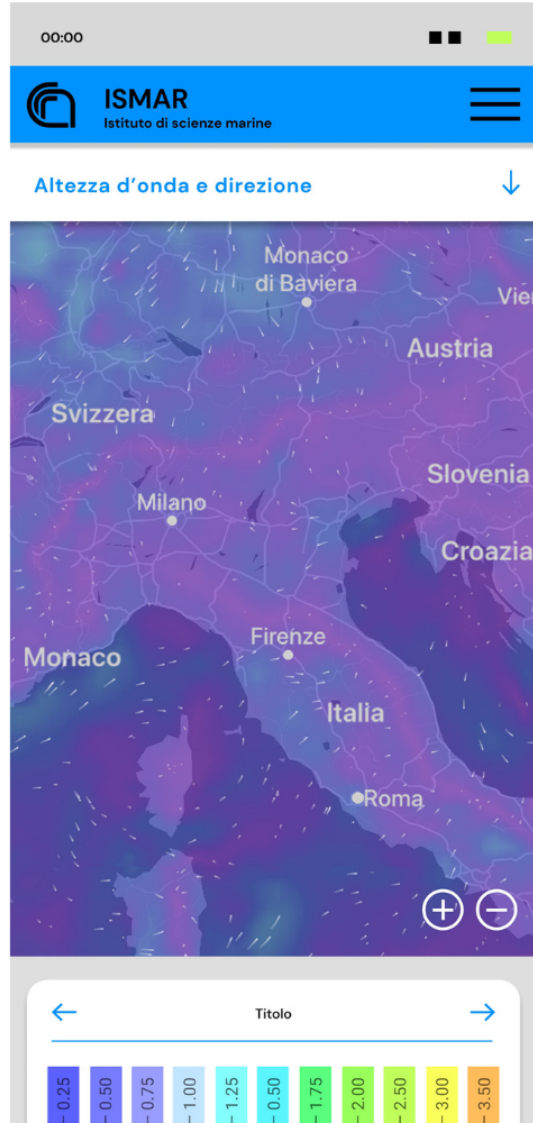 00:00
ISMAR
Istituto di scienze marine
Altezza d’onda e direzione
Monaco
di Baviera
Austria
Svizzera
Slovenia
Milano
Croazia
Firenze
Monaco
Italia
Roma
Titolo
– 0.25
– 0.50
– 0.75
– 1.00
– 1.25
– 0.50
– 1.75
– 2.00
– 2.50
– 3.00
– 3.50